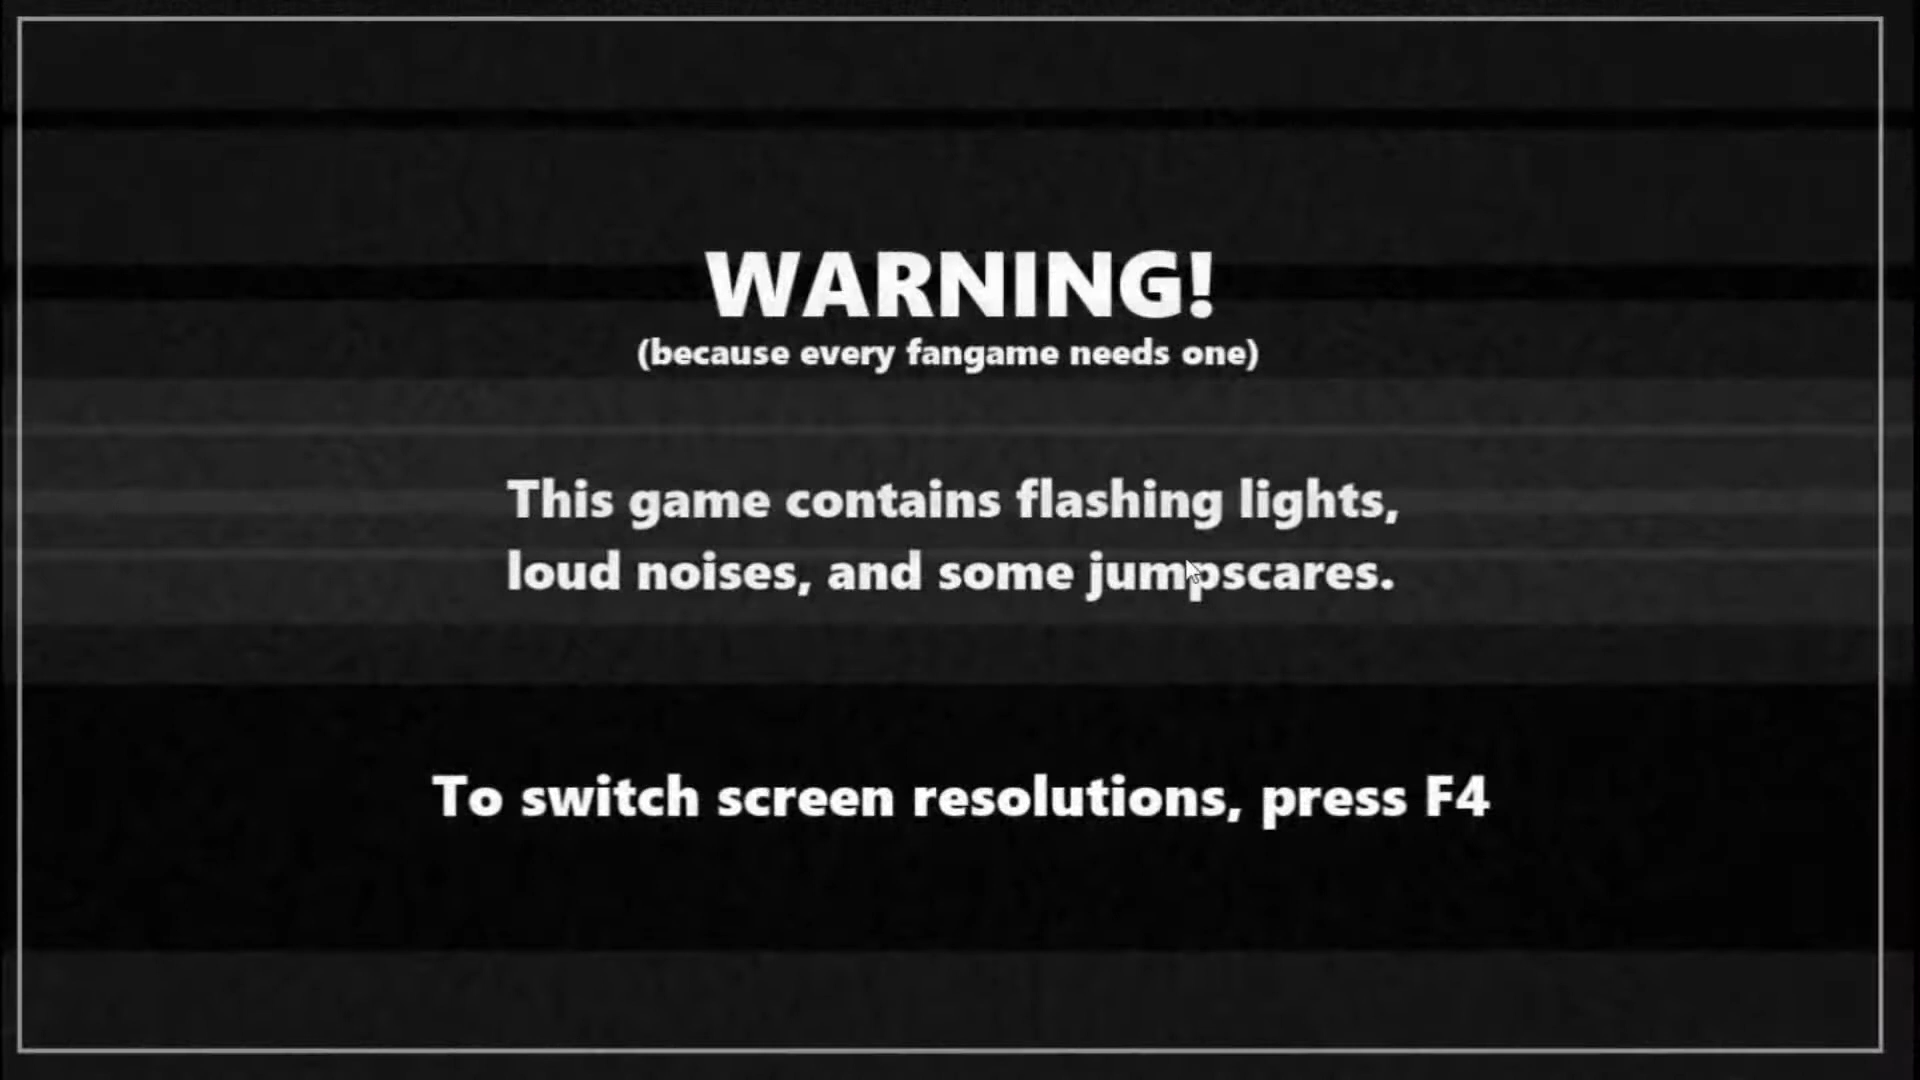 WARNING!
(because every fangame needs one)
This game contains flashing lights,
loud noises, and some jumpscares.
To switch screen resolutions, press F4